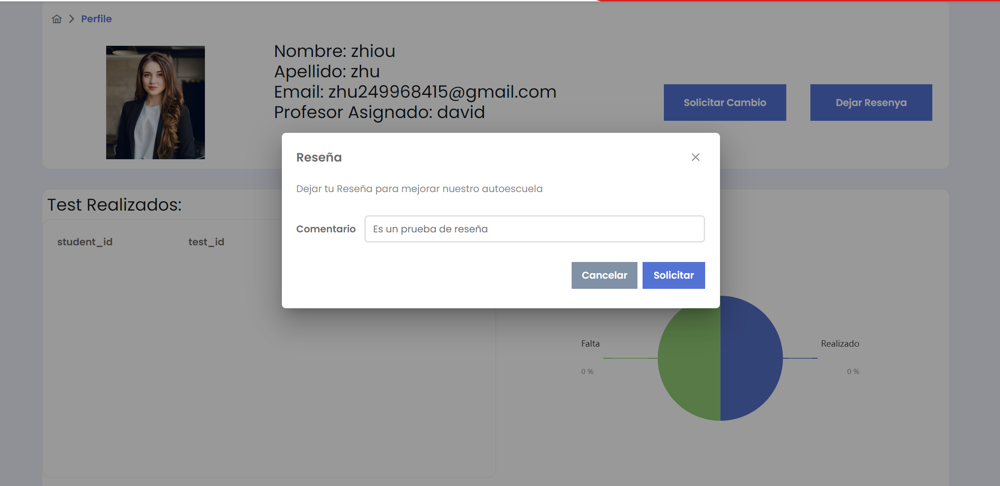 Perfile
Nombre: zhiou
Apellido: zhu
Email: zhu249968415@gmail.com
Profesor Asignado: david
Solicitar Cambio
Dejar Resenya
Reseña
Dejar tu Reseña para mejorar nuestro autoescuela
Comentario
Es un prueba de reseña
Cancelar
Solicitar
Test Realizados:
student_id
test_id
Falta
0 %
Realizado
0 %